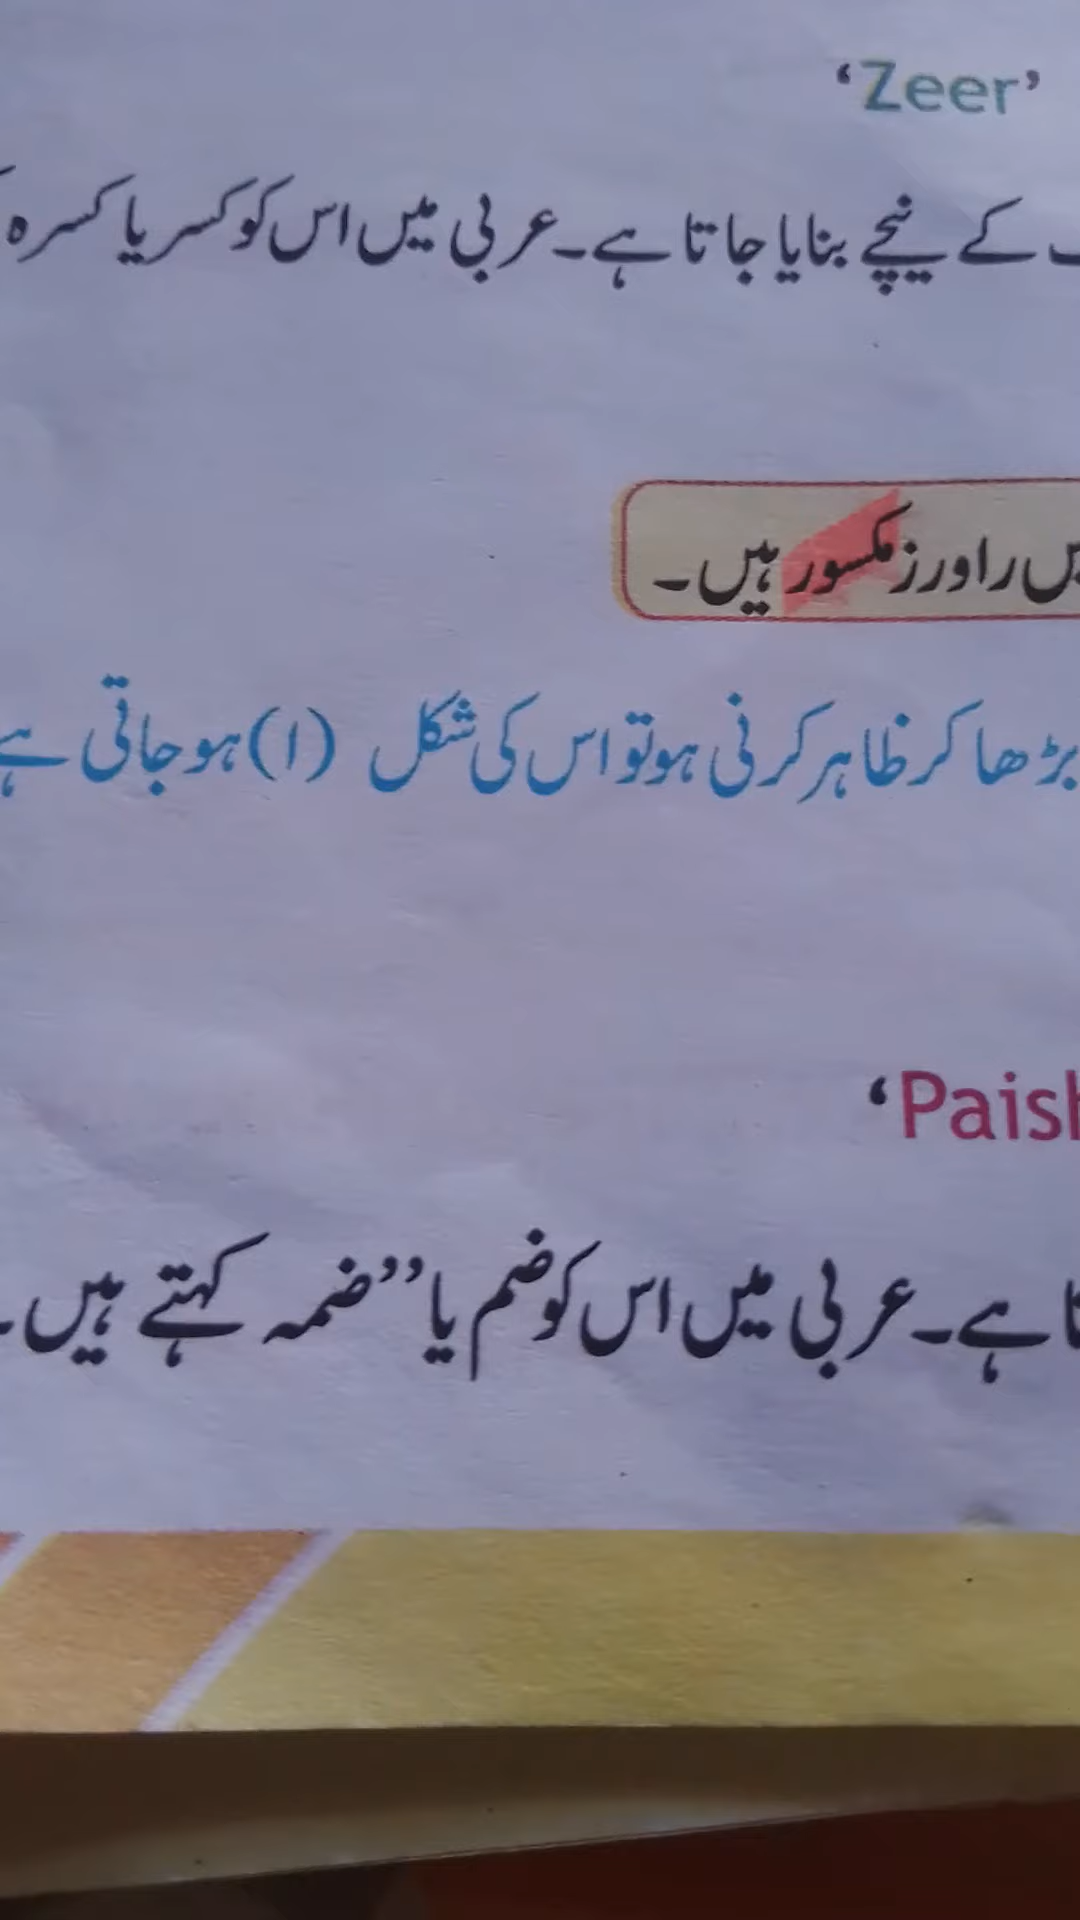 ‘Zeer’
کے نیچے بنایا جاتا ہے۔ عربی میں اس کو کسر یا کسرہ
ر اور ز مکسور ہیں۔
بڑھا کر ظاہر کرنی ہو تو اس کی شکل (ا) ہو جاتی ہے
‘Paish
ہے۔ عربی میں اس کو ضم یا ’’ضمہ کہتے ہیں۔